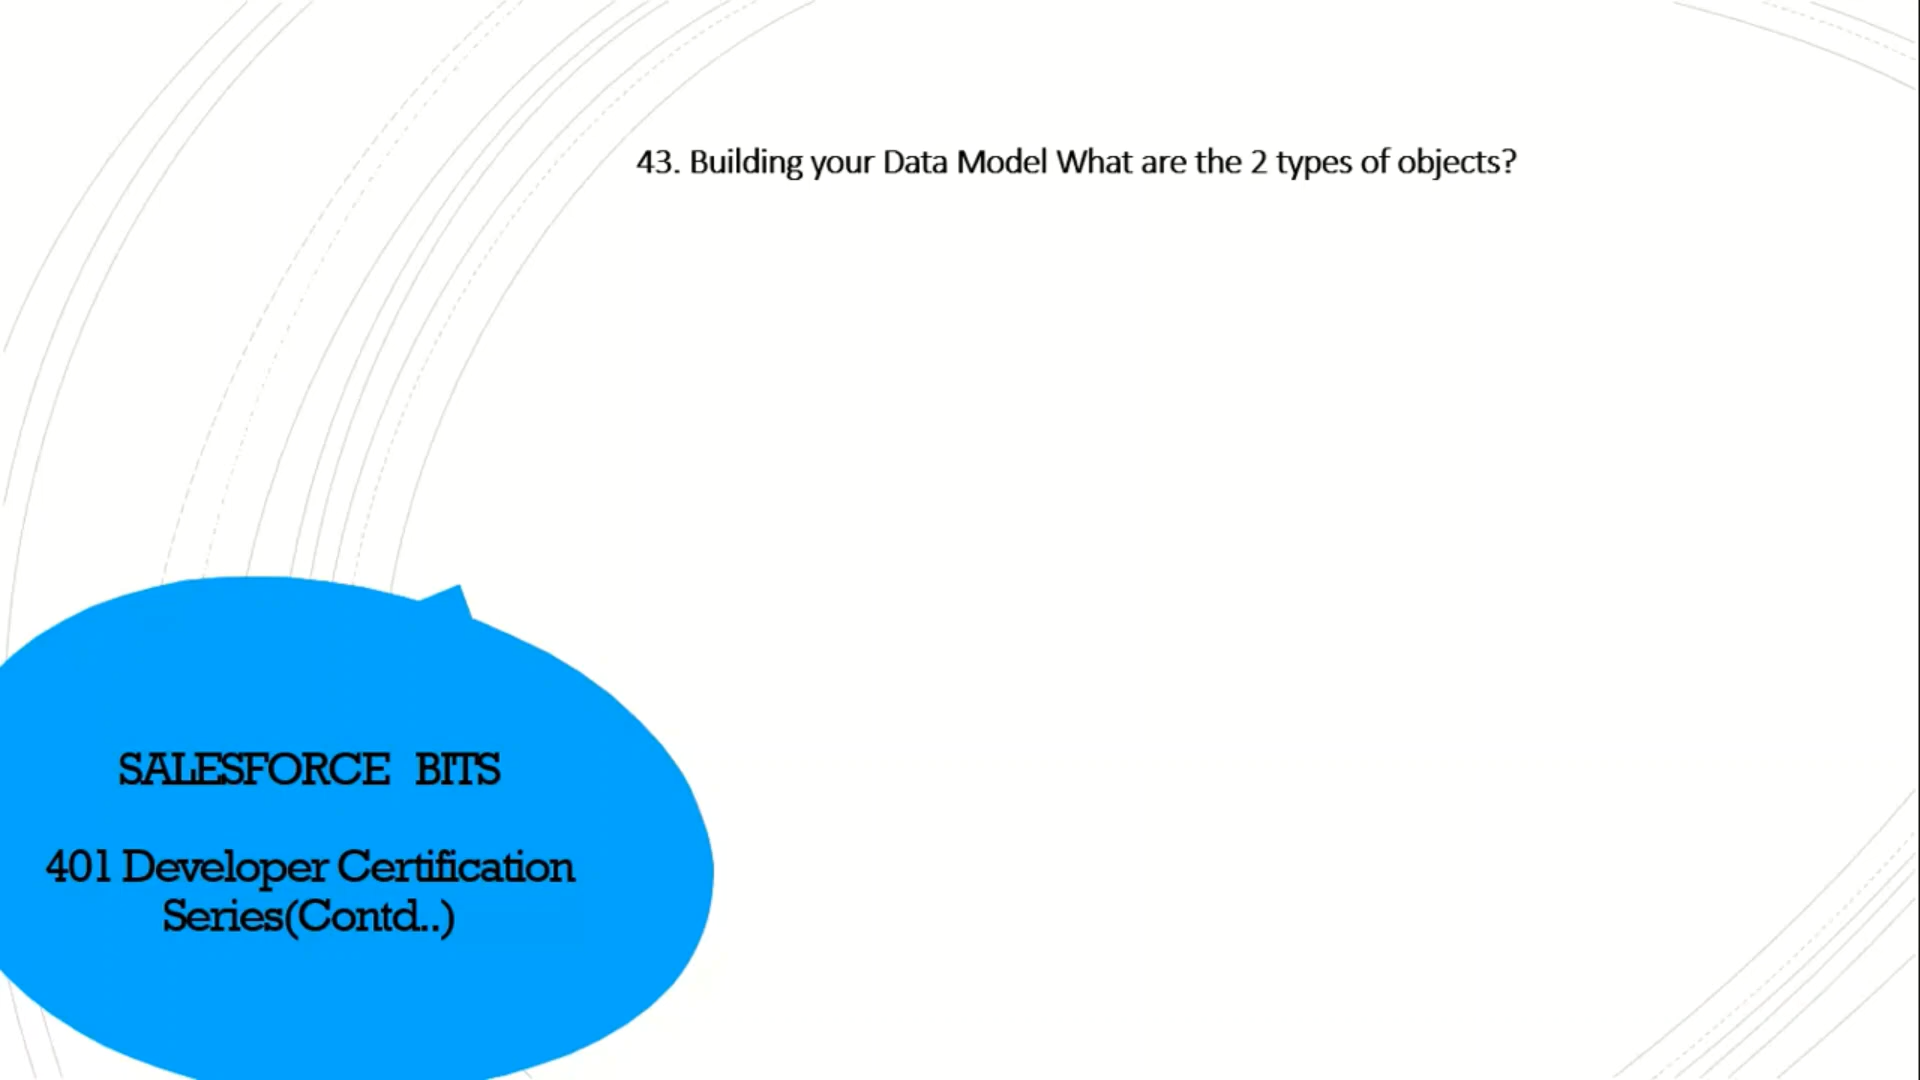 43. Building your Data Model What are the 2 types of objects?
SALESFORCE BITS
401 Developer Certification
Series(Contd..)